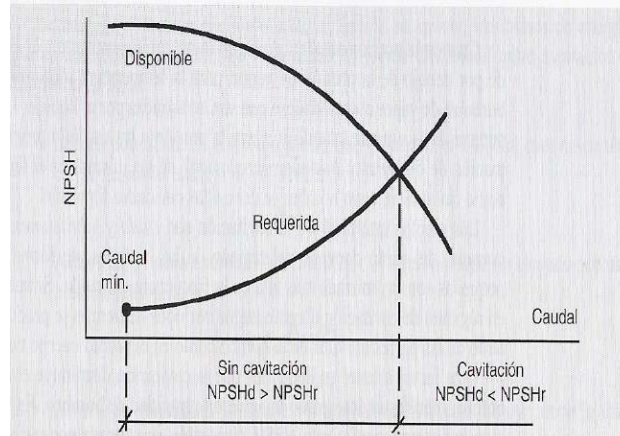 Disponible
NPSH
Requerida
Caudal
mín.
Caudal
Sin cavitación
NPSHd > NPSHr
Cavitación
NPSHd < NPSHr